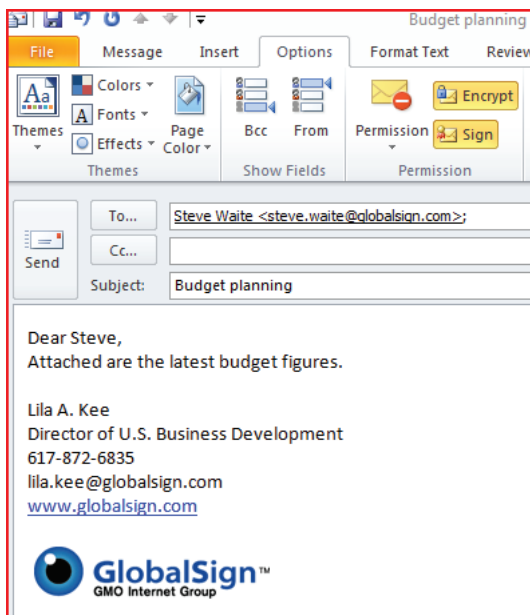 Budget planning
File Message Insert Options Format Text Review
Aa Colors
Themes A Fonts Page Color Bcc From Permission Encrypt
Effects Sign
Themes Show Fields Permission
To... Steve Waite <steve.waite@globalsign.com>;
Cc...
Send
Subject: Budget planning
Dear Steve,
Attached are the latest budget figures.
Lila A. Kee
Director of U.S. Business Development
617-872-6835
lila.kee@globalsign.com
www.globalsign.com
GlobalSign™
GMO Internet Group